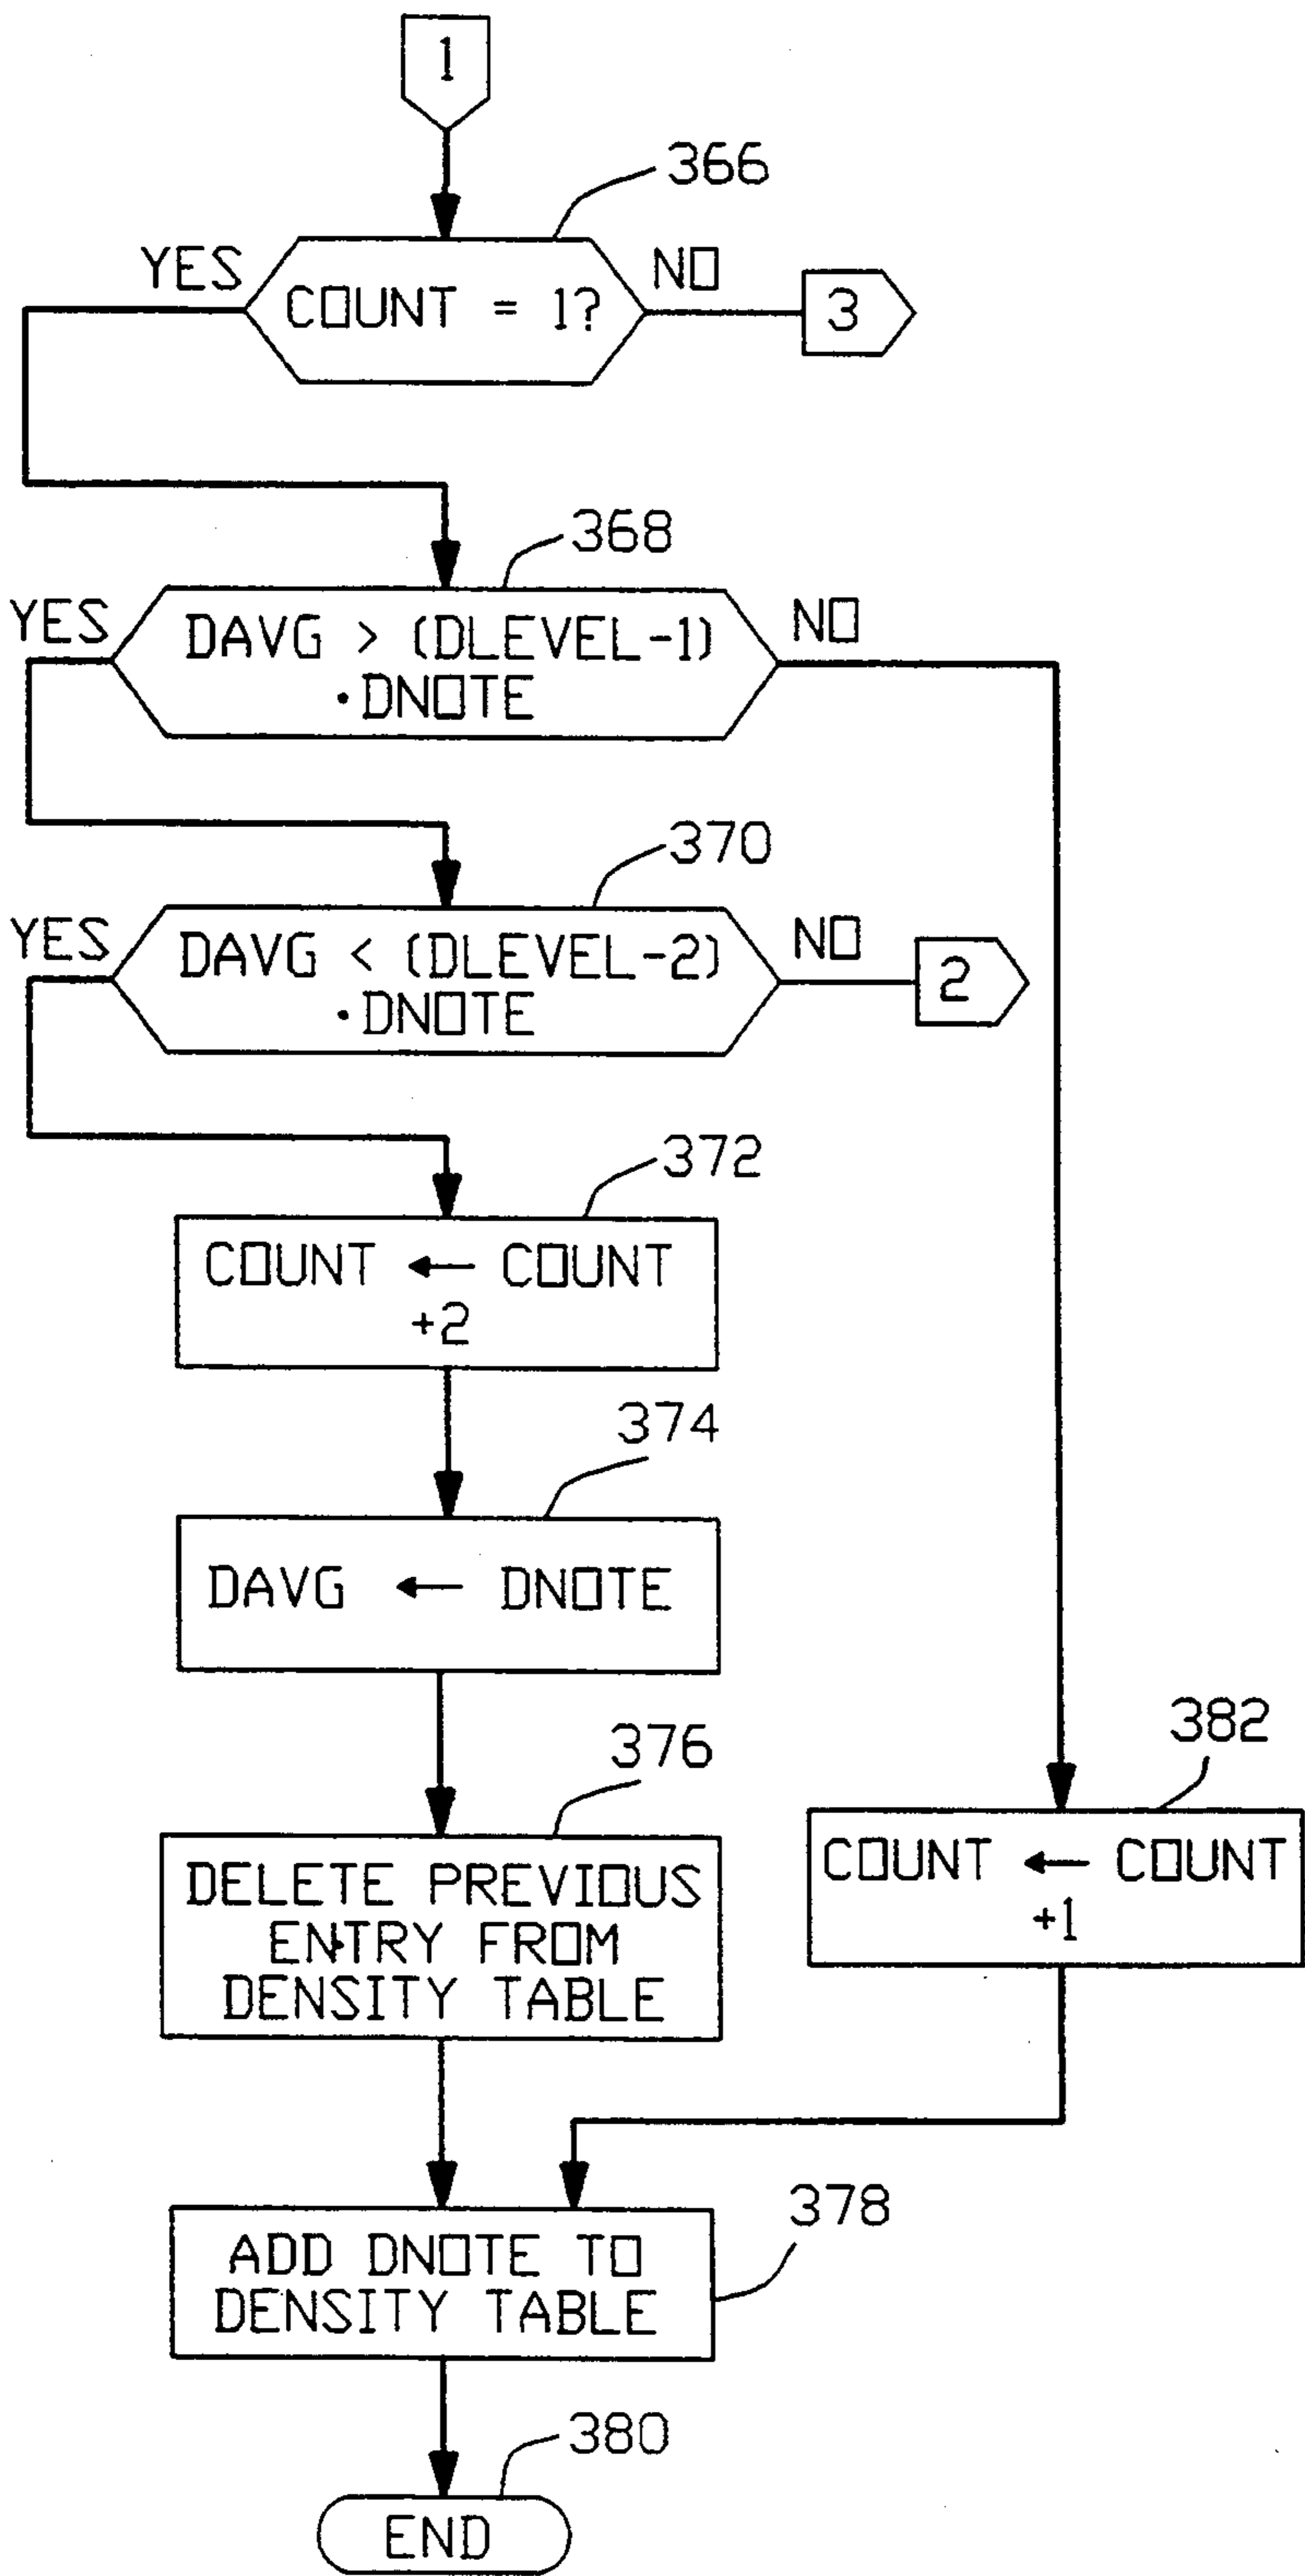 1
366
YES
COUNT = 1?
NO
3
368
YES
DAVG > (DLEVEL-1)
·DNOTE
NO
370
YES
DAVG < (DLEVEL-2)
·DNOTE
NO
2
372
COUNT ← COUNT
+2
374
DAVG ← DNOTE
376
DELETE PREVIOUS
ENTRY FROM
DENSITY TABLE
382
COUNT ← COUNT
+1
378
ADD DNOTE TO
DENSITY TABLE
380
END